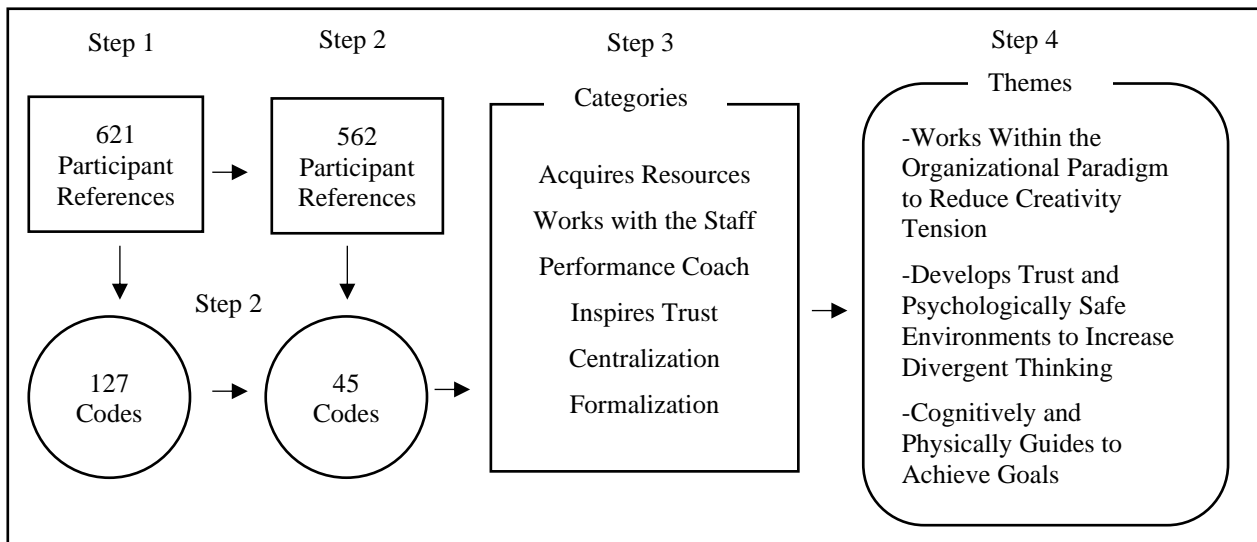 Step 1
Step 2
Step 3
Step 4
621
Participant
References
562
Participant
References
Step 2
127
Codes
45
Codes
Categories
Acquires Resources
Works with the Staff
Performance Coach
Inspires Trust
Centralization
Formalization
Themes
-Works Within the
Organizational Paradigm
to Reduce Creativity
Tension
-Develops Trust and
Psychologically Safe
Environments to Increase
Divergent Thinking
-Cognitively and
Physically Guides to
Achieve Goals